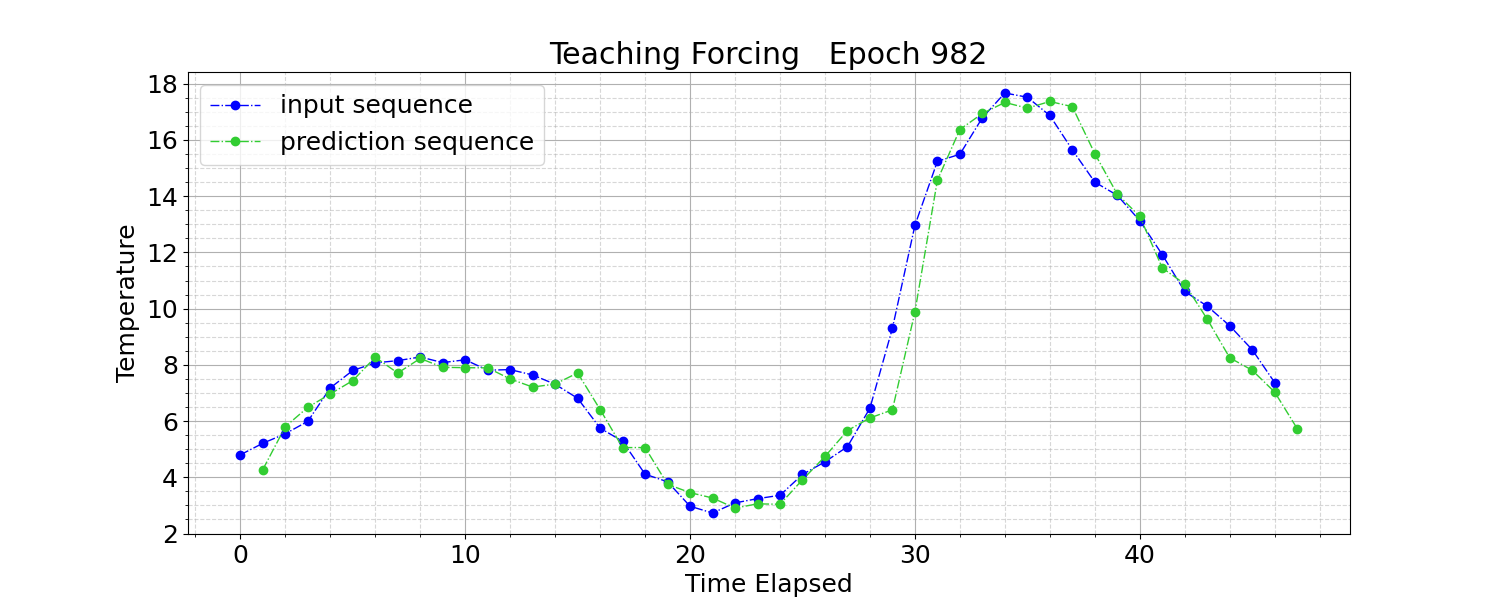 Teaching Forcing   Epoch 982
input sequence
prediction sequence
Temperature
18
16
14
12
10
8
6
4
2
0 10 20 30 40
Time Elapsed